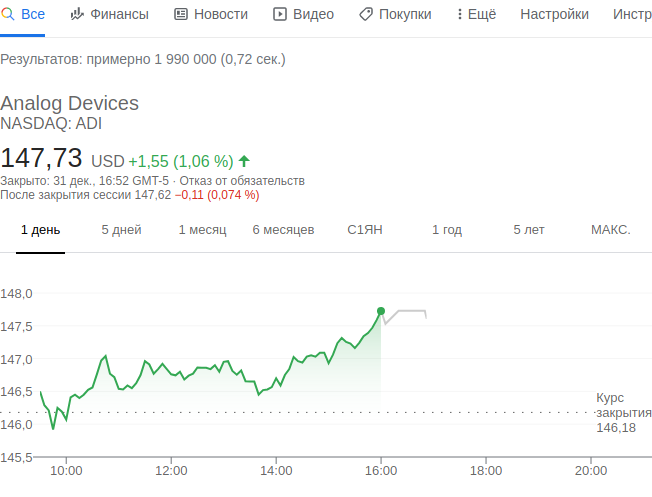 Все Финансы Новости Видео Покупки Ещё Настройки Инстр
Результатов: примерно 1 990 000 (0,72 сек.)
Analog Devices
NASDAQ: ADI
147,73 USD +1,55 (1,06 %)
Закрыто: 31 дек., 16:52 GMT-5 · Отказ от обязательств
После закрытия сессии 147,62 −0,11 (0,074 %)
1 день 5 дней 1 месяц 6 месяцев С1ЯН 1 год 5 лет МАКС.
148,0
147,5
147,0
146,5
Курс
закрытия
146,18
146,0
145,5
10:00 12:00 14:00 16:00 18:00 20:00